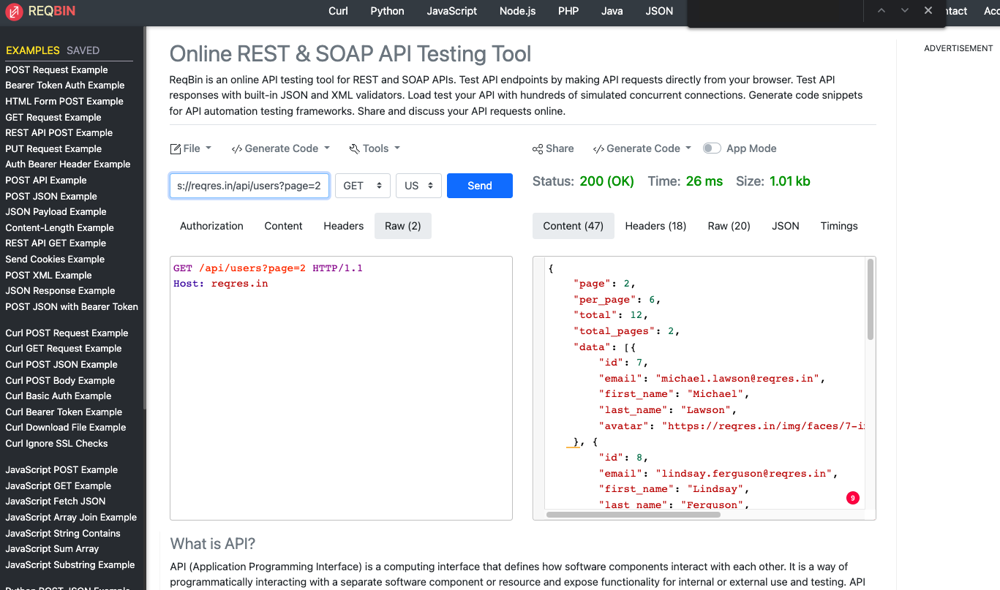 REQBIN
Curl Python JavaScript Node.js PHP Java JSON
EXAMPLES SAVED
POST Request Example
Bearer Token Auth Example
HTML Form POST Example
GET Request Example
REST API POST Example
PUT Request Example
Auth Bearer Header Example
POST API Example
POST JSON Example
JSON Payload Example
Content-Length Example
REST API GET Example
Send Cookies Example
POST XML Example
JSON Response Example
POST JSON with Bearer Token
Curl POST Request Example
Curl GET Request Example
Curl POST JSON Example
Curl POST Body Example
Curl Basic Auth Example
Curl Bearer Token Example
Curl Download File Example
Curl Ignore SSL Checks
JavaScript POST Example
JavaScript GET Example
JavaScript Fetch JSON
JavaScript Array Join Example
JavaScript String Contains
JavaScript Sum Array
JavaScript Substring Example
Online REST & SOAP API Testing Tool
ReqBin is an online API testing tool for REST and SOAP APIs. Test API endpoints by making API requests directly from your browser. Test API
responses with built-in JSON and XML validators. Load test your API with hundreds of simulated concurrent connections. Generate code snippets
for API automation testing frameworks. Share and discuss your API requests online.
File </> Generate Code Tools
s://reqres.in/api/users?page=2 GET US Send
Authorization Content Headers Raw (2)
GET /api/users?page=2 HTTP/1.1
Host: reqres.in
Share </> Generate Code App Mode
Status: 200 (OK) Time: 26 ms Size: 1.01 kb
Content (47) Headers (18) Raw (20) JSON Timings
{
"page": 2,
"per_page": 6,
"total": 12,
"total_pages": 2,
"data": [{
"id": 7,
"email": "michael.lawson@reqres.in",
"first_name": "Michael",
"last_name": "Lawson",
"avatar": "https://reqres.in/img/faces/7-i
}, {
"id": 8,
"email": "lindsay.ferguson@reqres.in",
"first_name": "Lindsay",
"last_name": "Ferguson",
9
What is API?
API (Application Programming Interface) is a computing interface that defines how software components interact with each other. It is a way of
programmatically interacting with a separate software component or resource and expose functionality for internal or external use and testing. API
ADVERTISEMENT